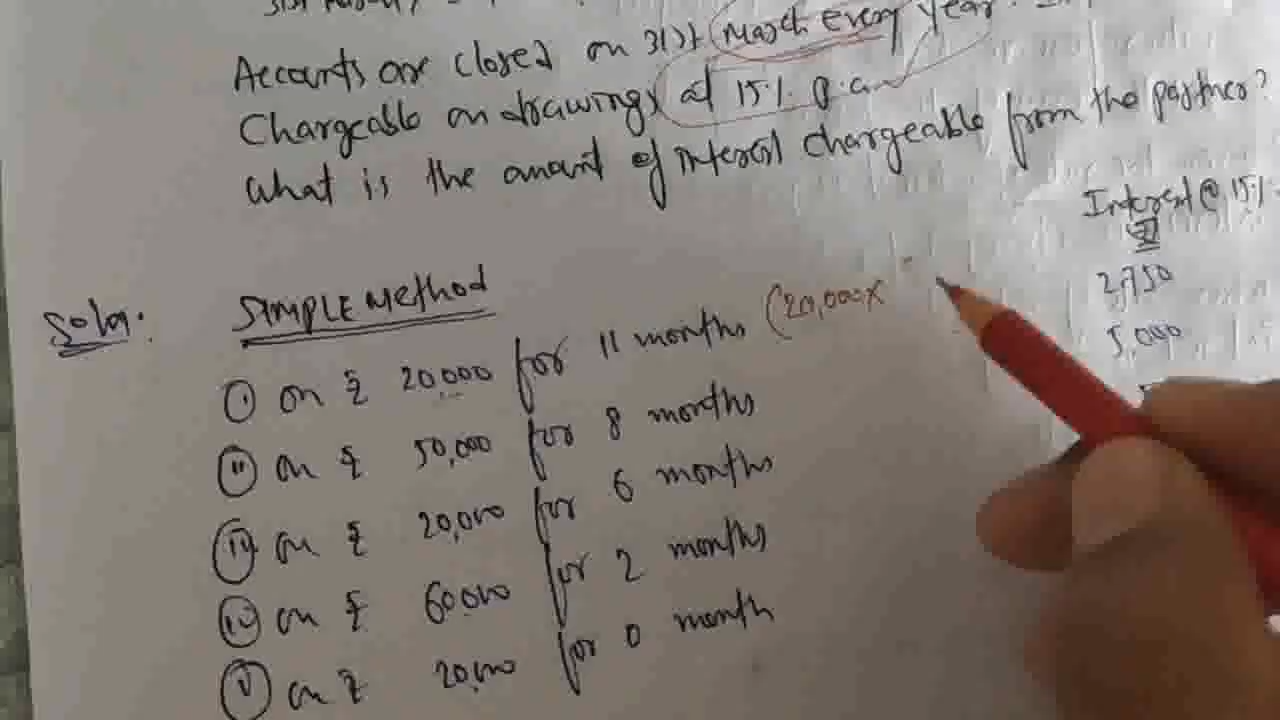 31st
Accounts are closed on 31st March every year.
Chargeable on drawings at 15% p.a
What is the amount of interest chargeable from the partner?
Interest @ 15%
₹
Soln. SIMPLE Method
2,750
(i) on ₹ 20,000 for 11 months (20,000x
5,000
(ii) on ₹ 50,000 for 8 months
on ₹ 20,000 for 6 months
(iv) on ₹ 60,000 for 2 months
(v) on ₹ 20,000 for 0 month